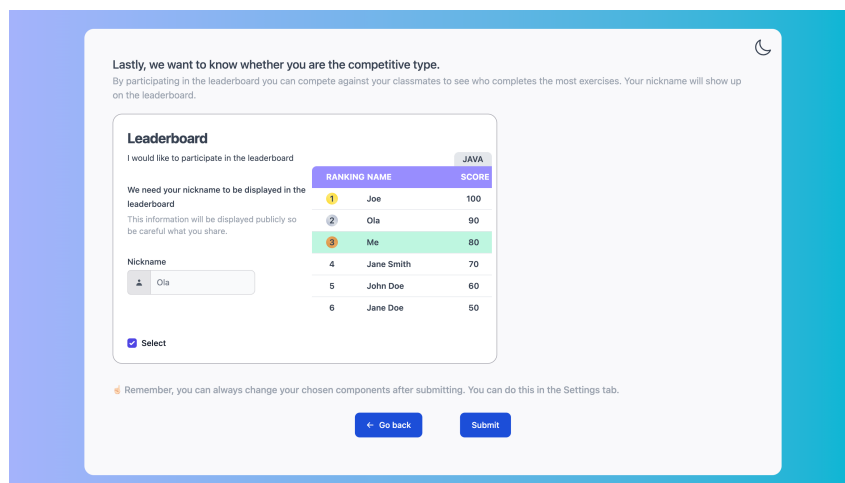 Lastly, we want to know whether you are the competitive type.
By participating in the leaderboard you can compete against your classmates to see who completes the most exercises. Your nickname will show up
on the leaderboard.
Leaderboard
I would like to participate in the leaderboard
We need your nickname to be displayed in the
leaderboard
This information will be displayed publicly so
be careful what you share.
Nickname
Ola
Select
JAVA
RANKING NAME SCORE
1 Joe 100
2 Ola 90
3 Me 80
4 Jane Smith 70
5 John Doe 60
6 Jane Doe 50
☝🏻 Remember, you can always change your chosen components after submitting. You can do this in the Settings tab.
← Go back
Submit